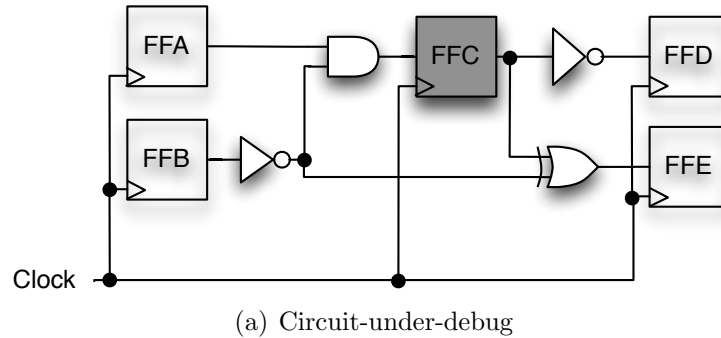 FFA
FFC
FFD
FFB
FFE
Clock
(a) Circuit-under-debug